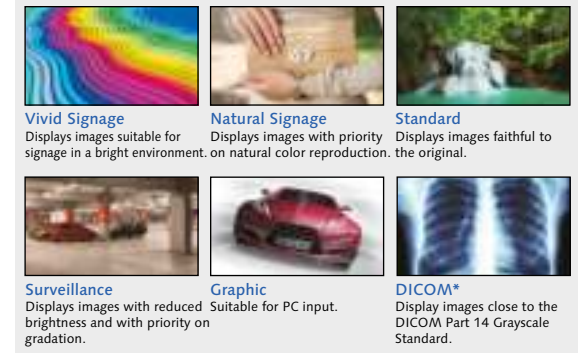 Vivid Signage
Displays images suitable for
signage in a bright environment.
Natural Signage
Displays images with priority
on natural color reproduction.
Standard
Displays images faithful to
the original.
Surveillance
Displays images with reduced
brightness and with priority on
gradation.
Graphic
Suitable for PC input.
DICOM*
Display images close to the
DICOM Part 14 Grayscale
Standard.